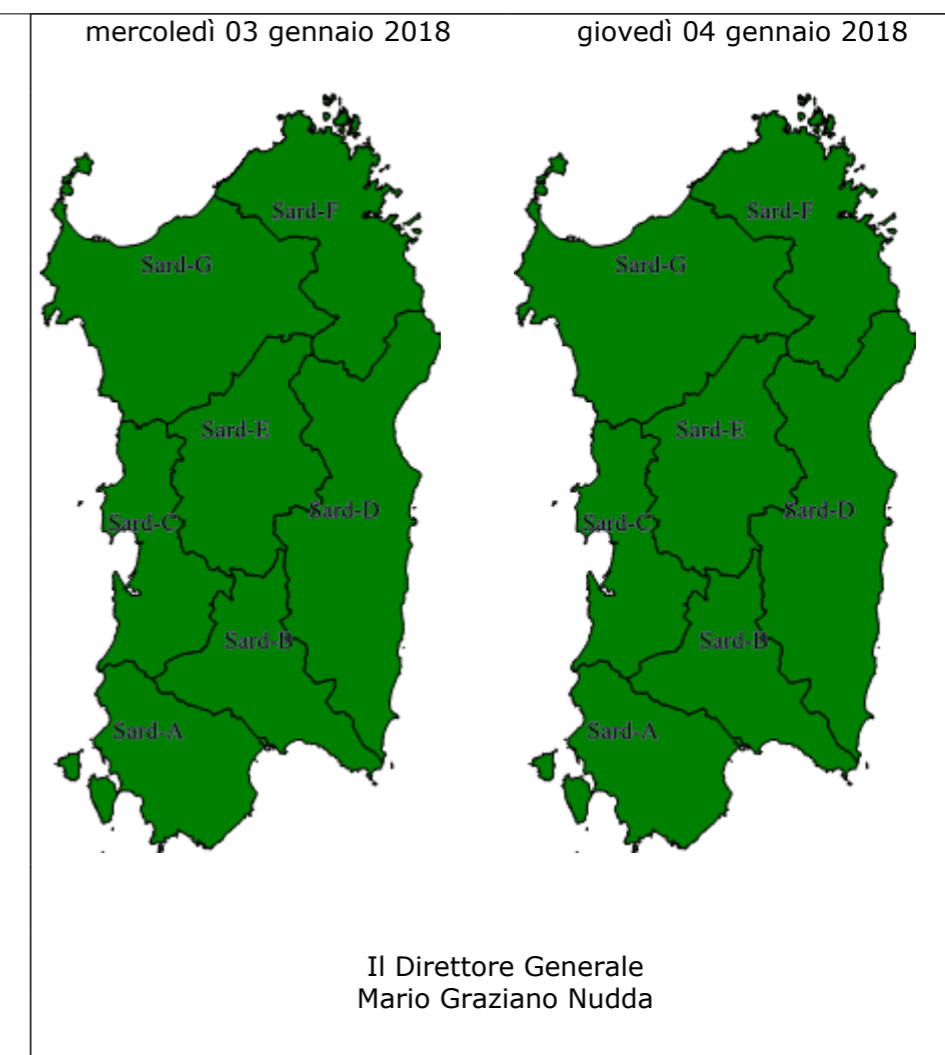 mercoledì 03 gennaio 2018
giovedì 04 gennaio 2018
Sard-F
Sard-G
Sard-E
Sard-D
Sard-C
Sard-B
Sard-A
Sard-F
Sard-G
Sard-E
Sard-D
Sard-C
Sard-B
Sard-A
Il Direttore Generale
Mario Graziano Nudda